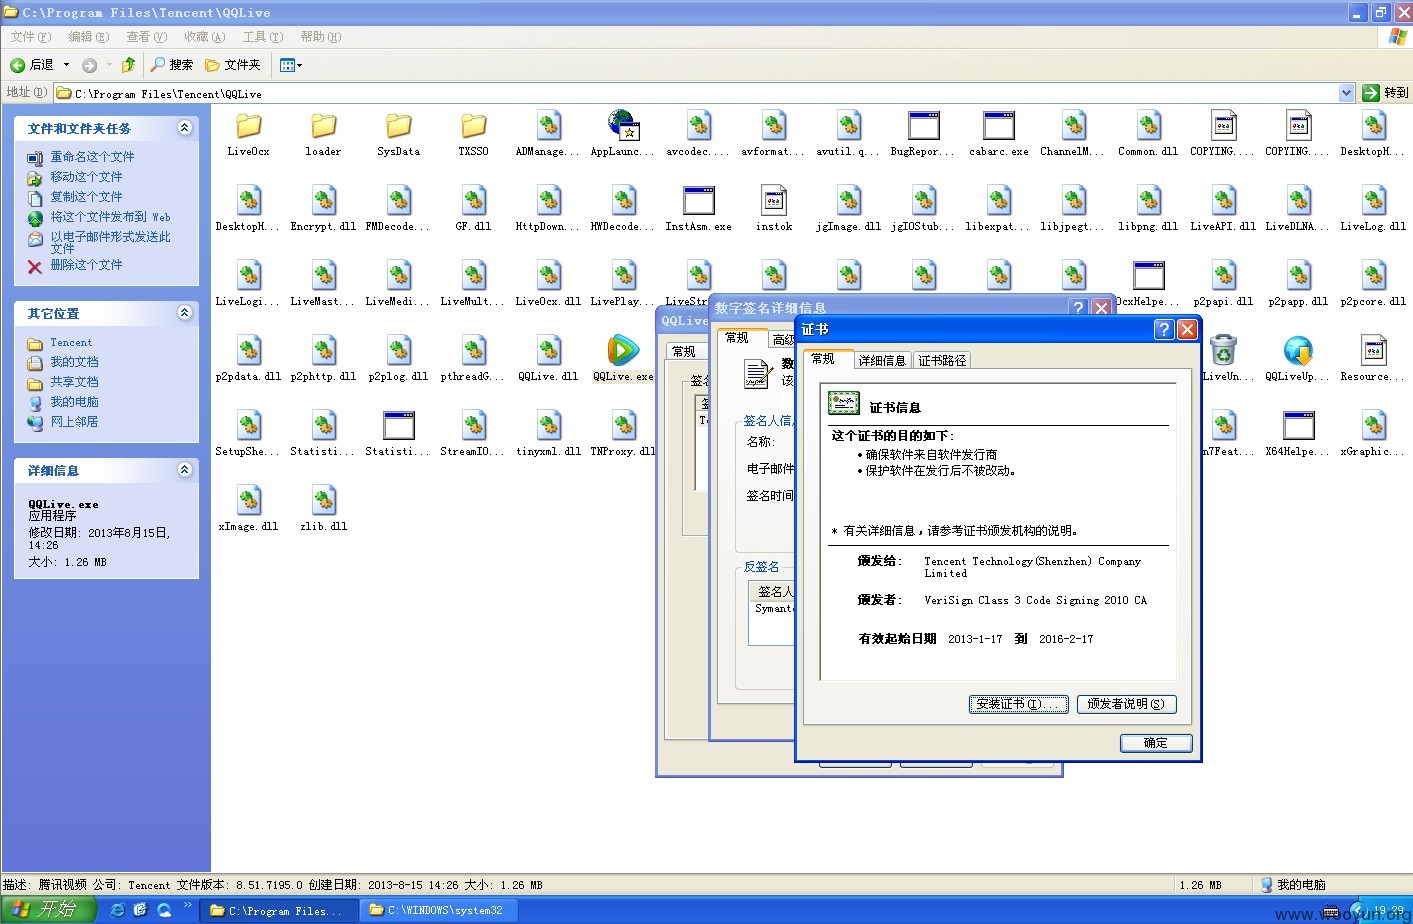 C:\Program Files\Tencent\QQLive
文件(F) 编辑(E) 查看(V) 收藏(A) 工具(T) 帮助(H)
后退 搜索 文件夹
地址(D) C:\Program Files\Tencent\QQLive 转到
文件和文件夹任务
重命名这个文件
移动这个文件
复制这个文件
将这个文件发布到 Web
以电子邮件形式发送此
文件
删除这个文件
其它位置
Tencent
我的文档
共享文档
我的电脑
网上邻居
详细信息
QQLive.exe
应用程序
修改日期: 2013年8月15日,
14:26
大小: 1.26 MB
LiveOcx loader SysData TXSSO ADManage... AppLaunc... avcodec.... avformat... avutil.q... BugRepor... cabarc.exe ChannelM... Common.dll COPYING.... COPYING.... DesktopH...
DesktopH... Encrypt.dll FMDecode... GF.dll HttpDown... HWDecode... InstAsm.exe instok jgImage.dll jgIOStub... libexpat... libjpegt... libpng.dll LiveAPI.dll LiveDLNA... LiveLog.dll
LiveLogi... LiveMast... LiveMedi... LiveMult... LiveOcx.dll LivePlay... LiveStr OcxHelpe... p2papi.dll p2papp.dll p2pcore.dll
p2pdata.dll p2phttp.dll p2plog.dll pthreadG... QQLive.dll QQLive.exe LiveUn... QQLiveUp... Resource...
SetupShe... Statisti... Statisti... StreamIO... tinyxml.dll TNProxy.dll n7Feat... X64Helpe... xGraphic...
xImage.dll zlib.dll
QQLive
常规
签名
数字签名详细信息
常规 高级
数
该
签名人信息
名称:
电子邮件
签名时间
反签名
签名人
Symante
证书
常规 详细信息 证书路径
证书信息
这个证书的目的如下:
•确保软件来自软件发行商
•保护软件在发行后不被改动。
* 有关详细信息，请参考证书颁发机构的说明。
颁发给: Tencent Technology(Shenzhen) Company
Limited
颁发者: VeriSign Class 3 Code Signing 2010 CA
有效起始日期 2013-1-17 到 2016-2-17
安装证书(I)... 颁发者说明(S)
确定
描述: 腾讯视频 公司: Tencent 文件版本: 8.51.7195.0 创建日期: 2013-8-15 14:26 大小: 1.26 MB 1.26 MB 我的电脑
开始 C:\Program Files... C:\WINDOWS\system32 19:29
www.wooyun.org